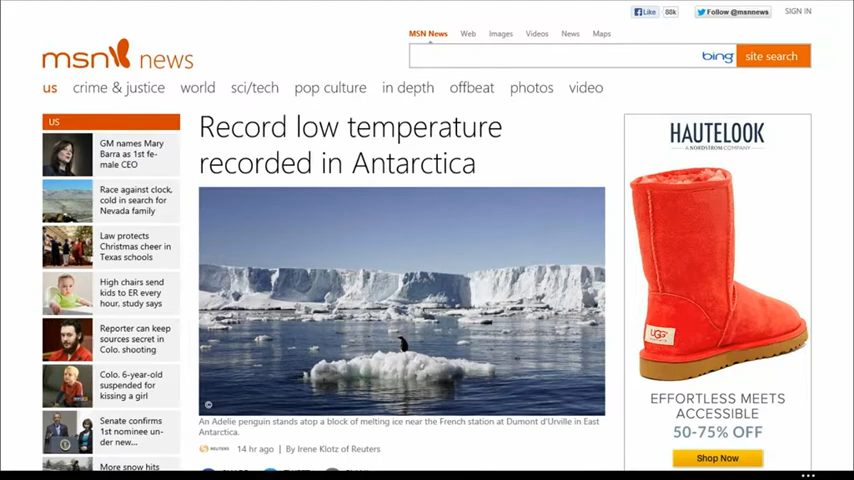 Like 88k Follow @msnnews SIGN IN
MSN News Web Images Videos News Maps
msn news
bing site search
us crime & justice world sci/tech pop culture in depth offbeat photos video
US
GM names Mary
Barra as 1st fe-
male CEO
Race against clock,
cold in search for
Nevada family
Law protects
Christmas cheer in
Texas schools
High chairs send
kids to ER every
hour, study says
Reporter can keep
sources secret in
Colo. shooting
Colo. 6-year-old
suspended for
kissing a girl
Senate confirms
1st nominee un-
der new...
More snow hits
Record low temperature
recorded in Antarctica
©
An Adelie penguin stands atop a block of melting ice near the French station at Dumont d'Urville in East
Antarctica.
REUTERS 14 hr ago | By Irene Klotz of Reuters
HAUTELOOK
A NORDSTROM COMPANY
UGG
EFFORTLESS MEETS
ACCESSIBLE
50-75% OFF
Shop Now